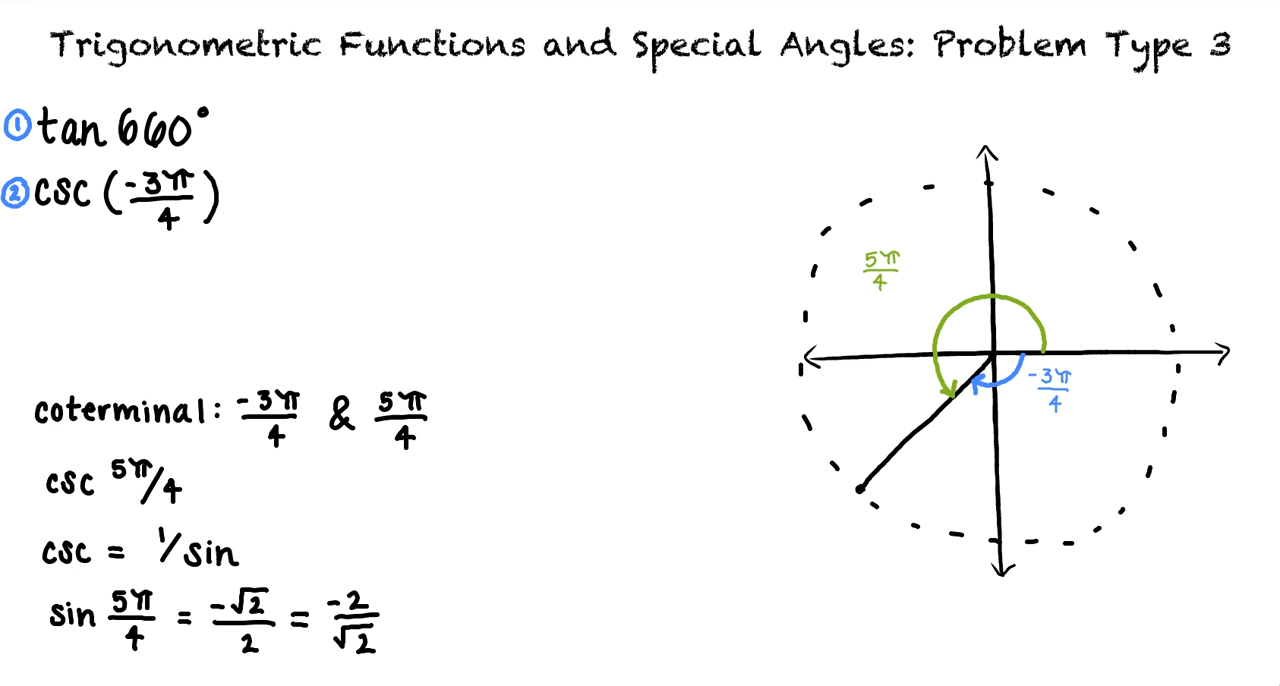 Trigonometric Functions and Special Angles: Problem Type 3
① tan 660°
② csc (-3π/4)
5π/4
-3π/4
coterminal: -3π/4 & 5π/4
csc 5π/4
csc = 1/sin
sin 5π/4 = -√2/2 = -2/√2